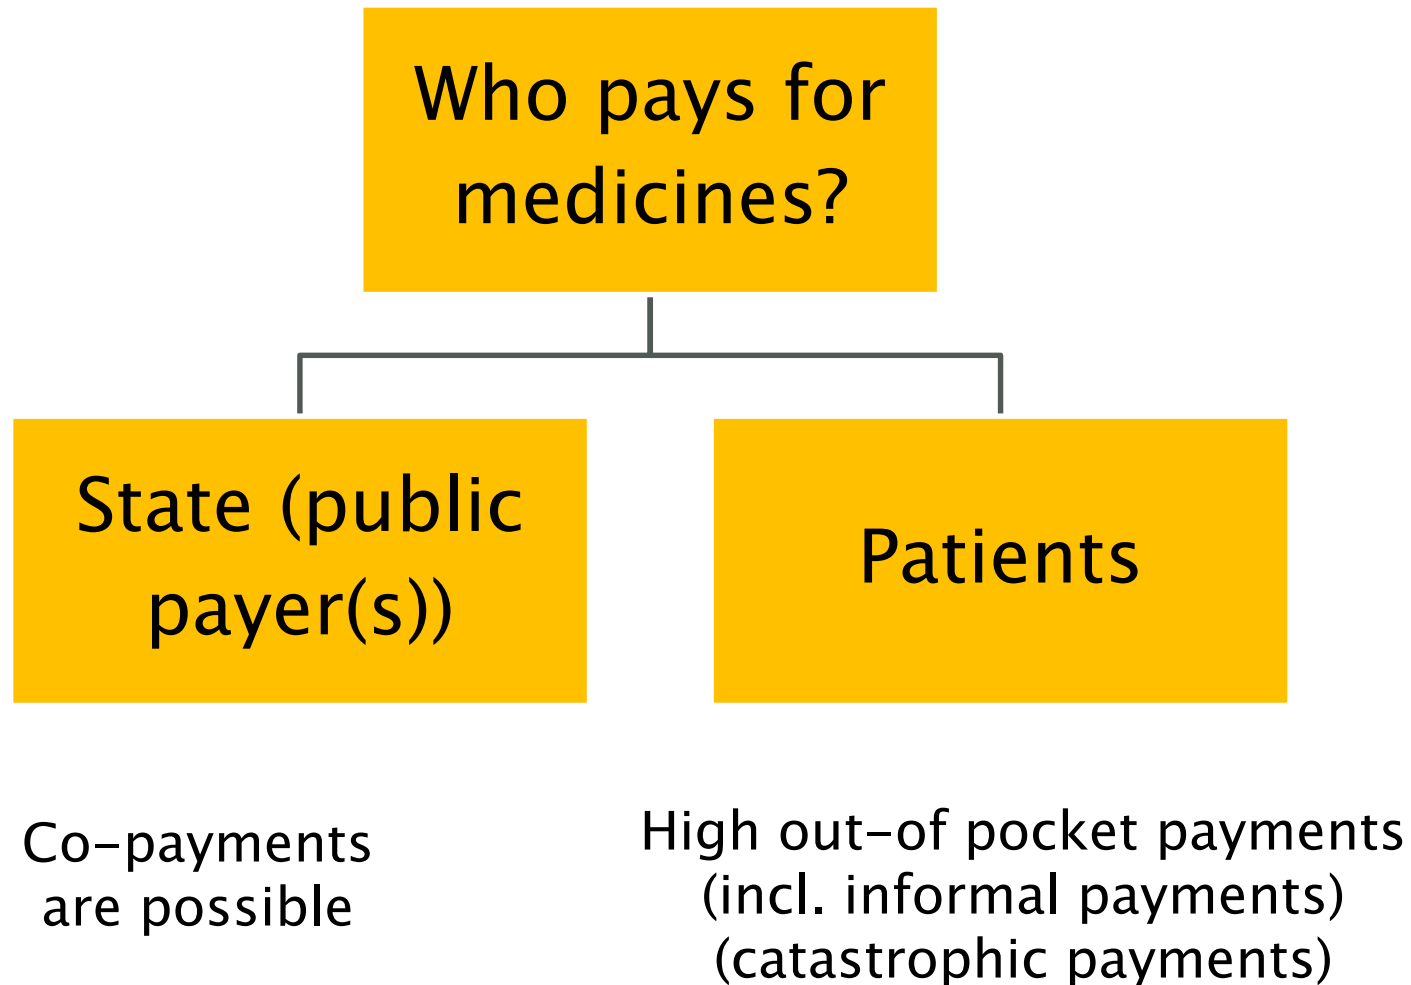 Who pays for
medicines?
State (public
payer(s))
Patients
Co-payments
are possible
High out-of pocket payments
(incl. informal payments)
(catastrophic payments)